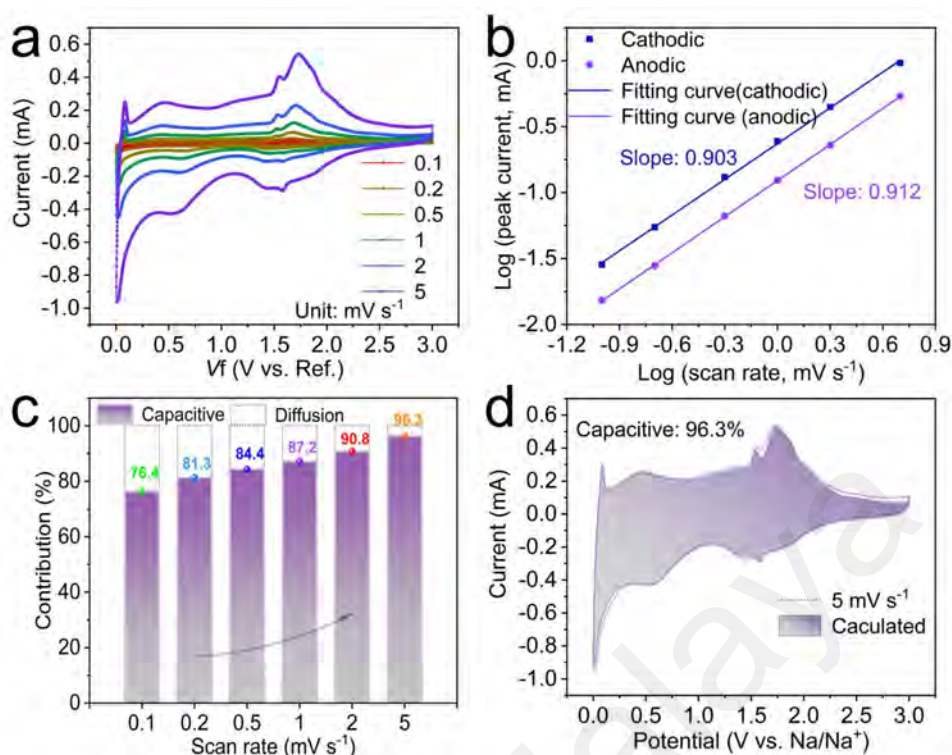 a
0.6
0.4
0.2
0.0
-0.2
-0.4
-0.6
-0.8
-1.0
Current (mA)
0.1
0.2
0.5
1
2
5
Unit: mV s⁻¹
0.0 0.5 1.0 1.5 2.0 2.5 3.0
Vf (V vs. Ref.)
b
Cathodic
Anodic
Fitting curve(cathodic)
Fitting curve (anodic)
Slope: 0.903
Slope: 0.912
0.0
-0.5
-1.0
-1.5
-2.0
Log (peak current, mA)
-1.2 -0.9 -0.6 -0.3 0.0 0.3 0.6 0.9
Log (scan rate, mV s⁻¹)
c
Capacitive
Diffusion
100
80
60
40
20
0
Contribution (%)
76.4
81.3
84.4
87.2
90.8
96.3
0.1 0.2 0.5 1 2 5
Scan rate (mV s⁻¹)
d
Capacitive: 96.3%
0.6
0.4
0.2
0.0
-0.2
-0.4
-0.6
-0.8
-1.0
Current (mA)
5 mV s⁻¹
Caculated
0.0 0.5 1.0 1.5 2.0 2.5 3.0
Potential (V vs. Na/Na⁺)
alaya